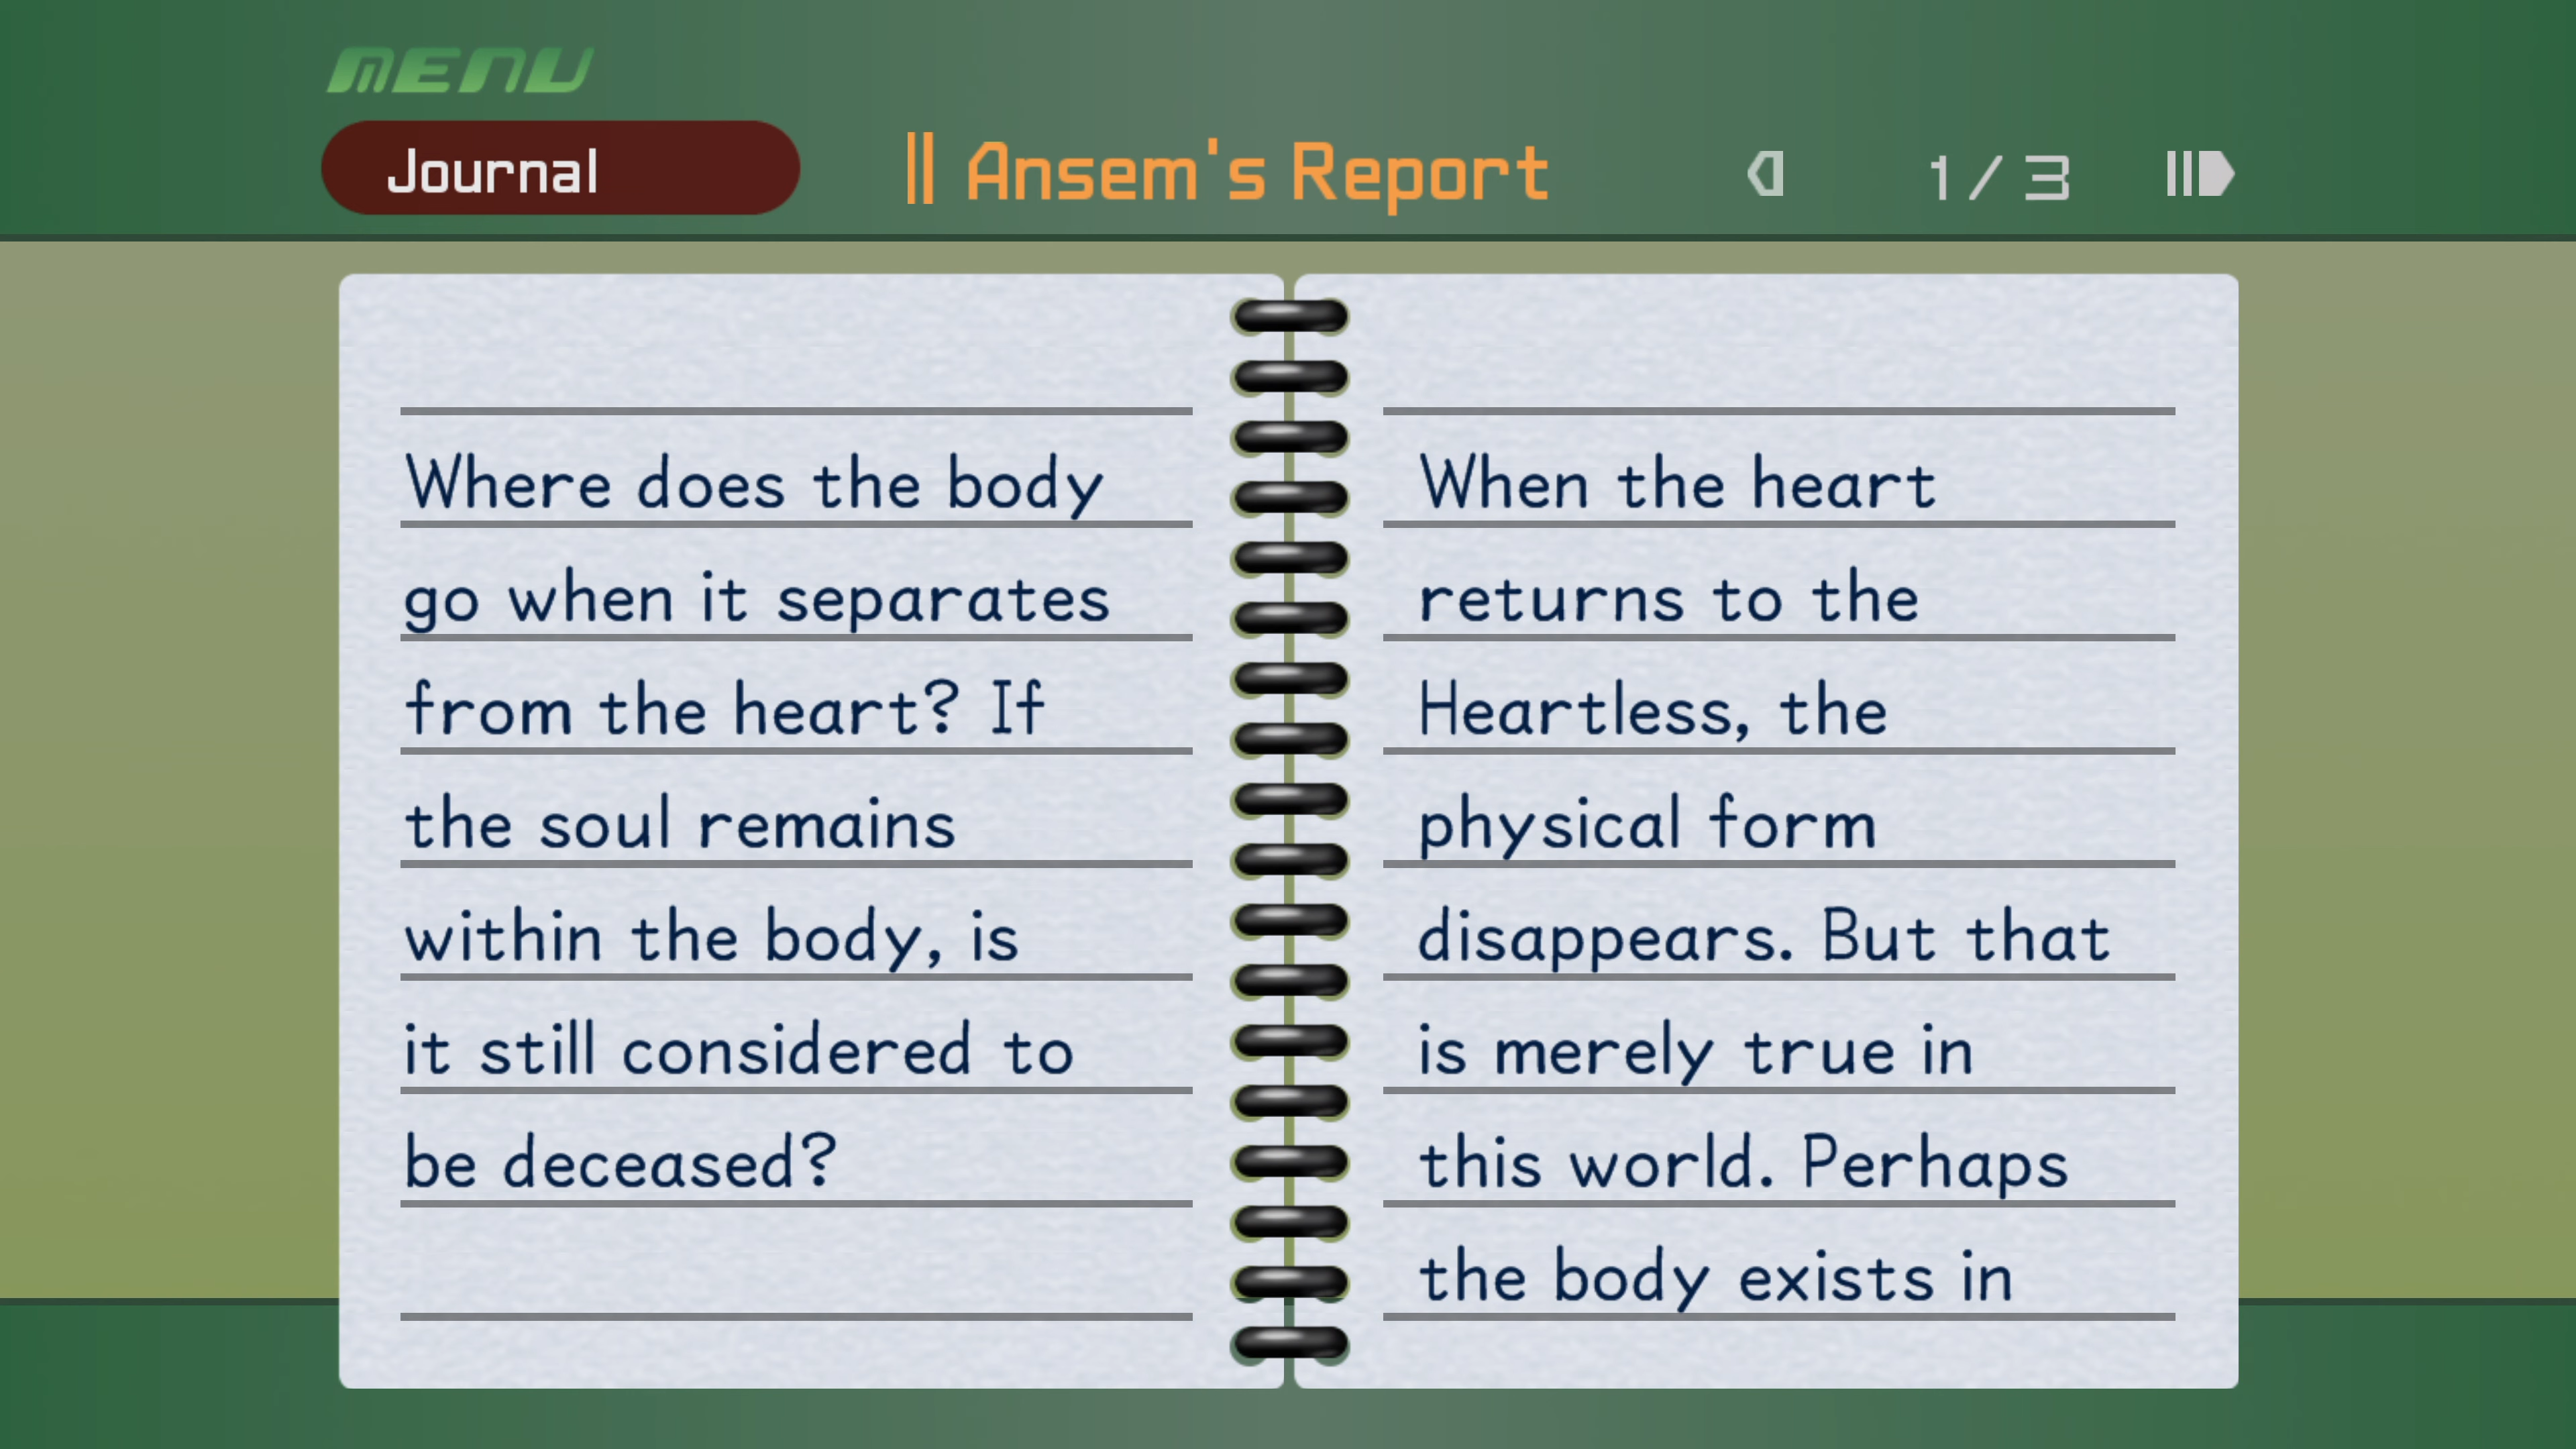 MENU
Journal
Ansem's Report
1/3
Where does the body
go when it separates
from the heart? If
the soul remains
within the body, is
it still considered to
be deceased?
When the heart
returns to the
Heartless, the
physical form
disappears. But that
is merely true in
this world. Perhaps
the body exists in